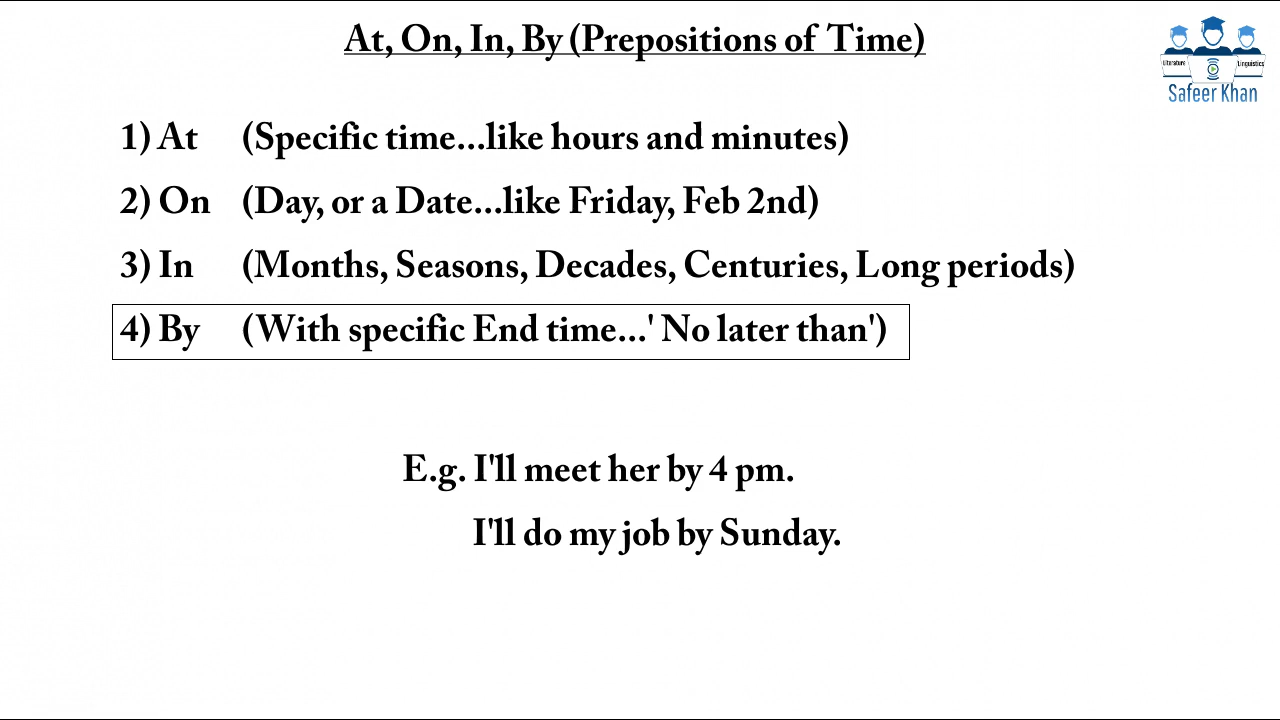 At, On, In, By (Prepositions of Time)
Literature
Linguistics
Safeer Khan
1) At (Specific time...like hours and minutes)
2) On (Day, or a Date...like Friday, Feb 2nd)
3) In (Months, Seasons, Decades, Centuries, Long periods)
4) By (With specific End time...' No later than')
E.g. I'll meet her by 4 pm.
I'll do my job by Sunday.